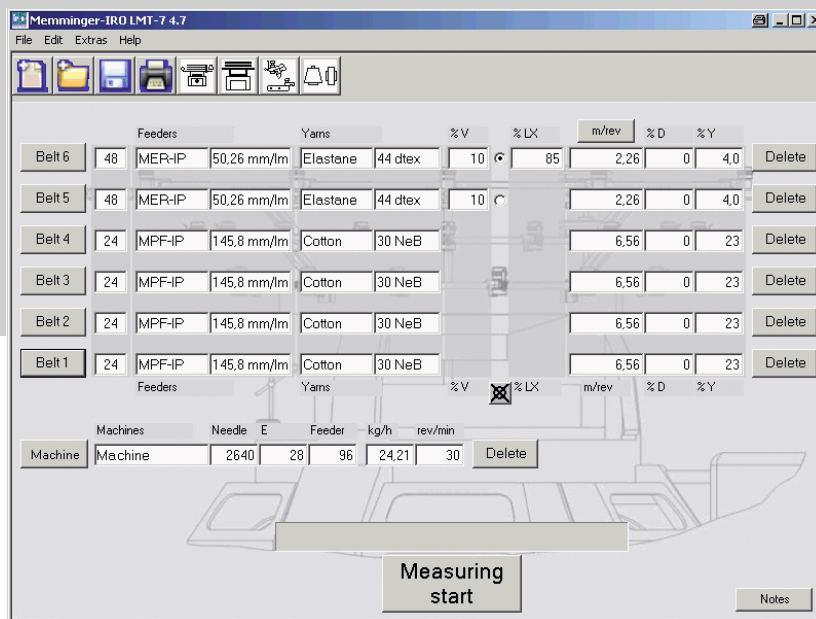 Memminger-IRO LMT-7 4.7
File Edit Extras Help
Feeders Yarns % V % LX m/rev % D % Y
Belt 6 48 MER-IP 50,26 mm/lm Elastane 44 dtex 10 85 2,26 0 4,0 Delete
Belt 5 48 MER-IP 50,26 mm/lm Elastane 44 dtex 10 2,26 0 4,0 Delete
Belt 4 24 MPF-IP 145,8 mm/lm Cotton 30 NeB 6,56 0 23 Delete
Belt 3 24 MPF-IP 145,8 mm/lm Cotton 30 NeB 6,56 0 23 Delete
Belt 2 24 MPF-IP 145,8 mm/lm Cotton 30 NeB 6,56 0 23 Delete
Belt 1 24 MPF-IP 145,8 mm/lm Cotton 30 NeB 6,56 0 23 Delete
Feeders Yarns % V % LX m/rev % D % Y
Machines Needle E Feeder kg/h rev/min
Machine Machine 2640 28 96 24,21 30 Delete
Measuring
start
Notes